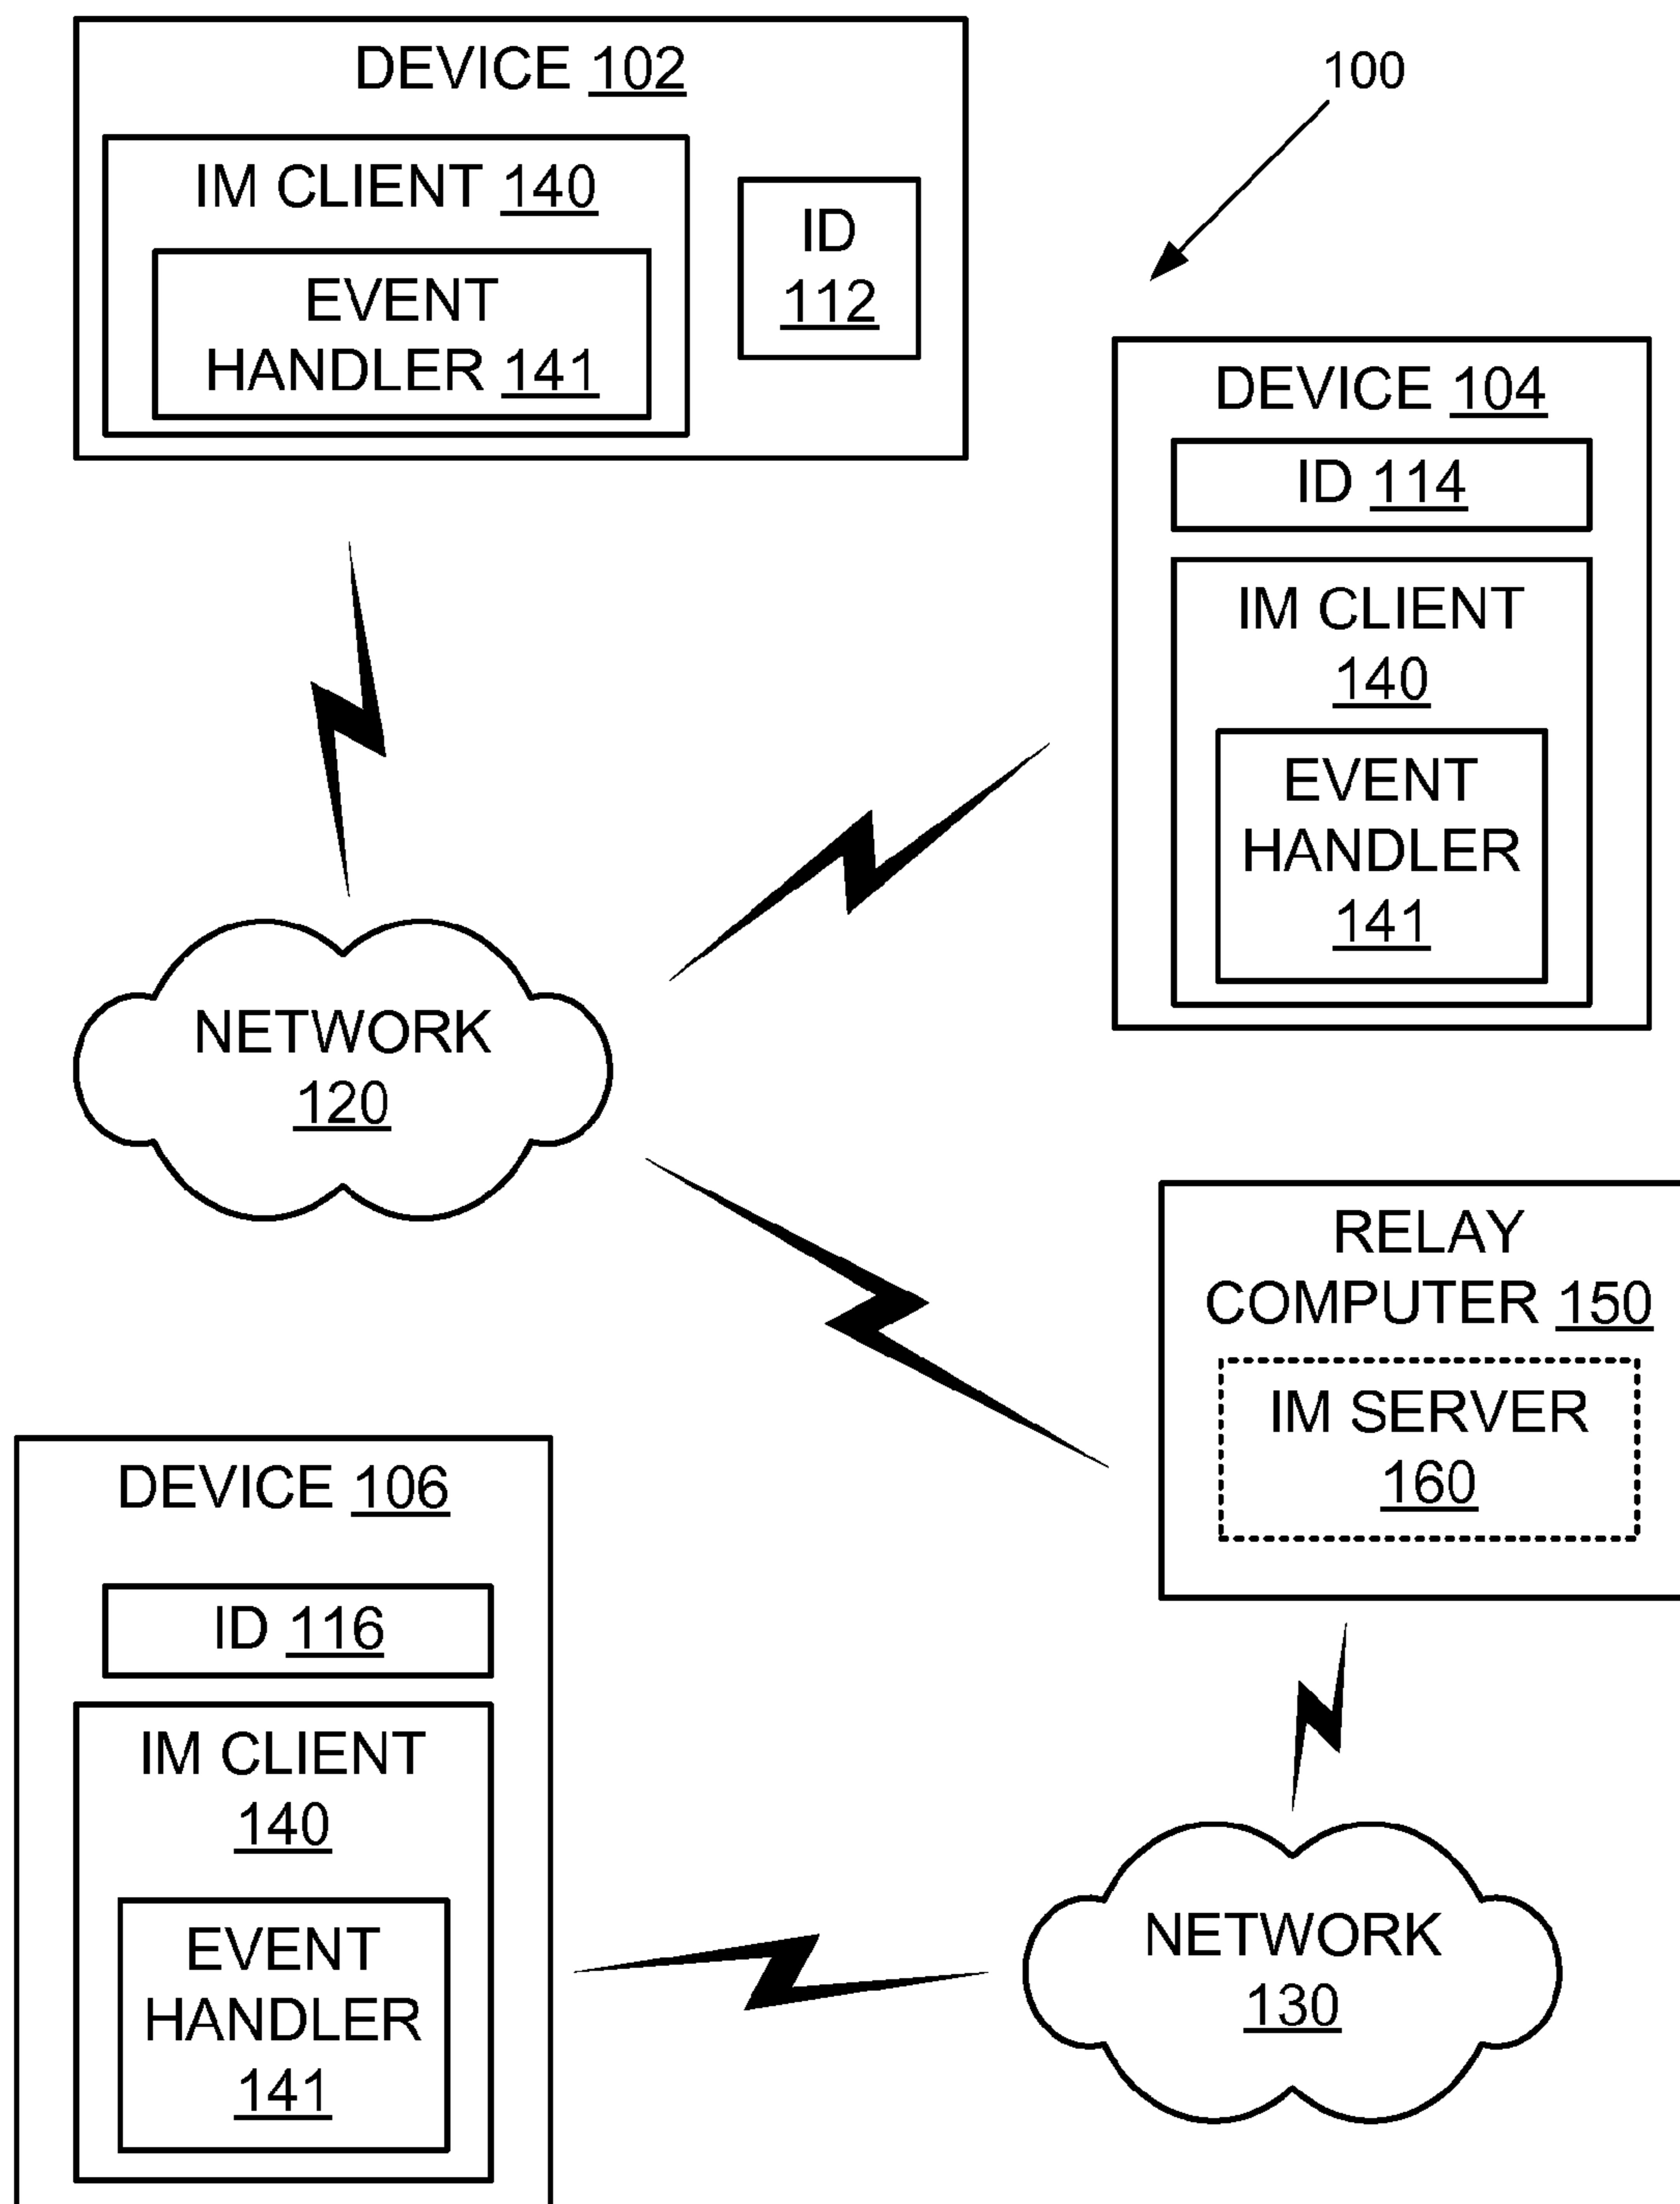 DEVICE 102
100
IM CLIENT 140
EVENT
HANDLER 141
ID
112
DEVICE 104
ID 114
IM CLIENT
140
EVENT
HANDLER
141
NETWORK
120
RELAY
COMPUTER 150
IM SERVER
160
DEVICE 106
ID 116
IM CLIENT
140
EVENT
HANDLER
141
NETWORK
130